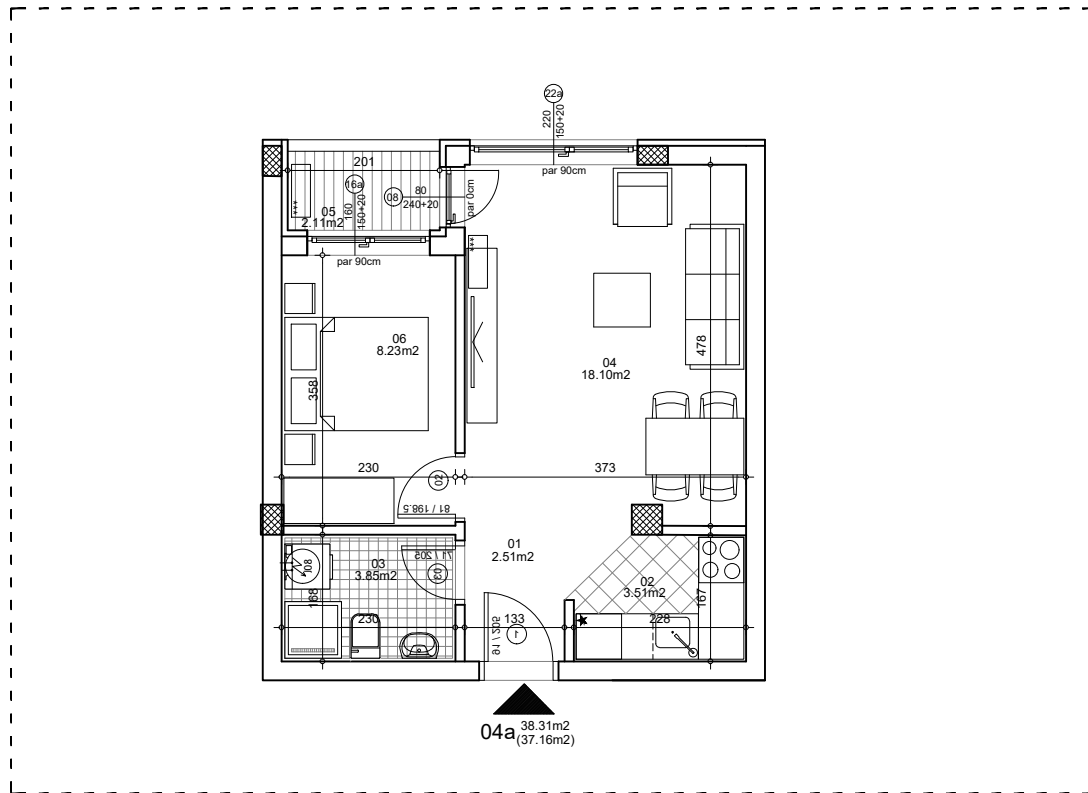 22a
220
150+20
par 90cm
201
16a
160
150+20
08
80
240+20
par 0cm
***
05
2.11m2
par 90cm
***
06
8.23m2
358
04
18.10m2
478
230
373
02
81 / 198.5
01
2.51m2
71 / 205
03
03
3.85m2
80l
168
230
02
3.51m2
167
133
228
91 / 205
1
04a
38.31m2
(37.16m2)